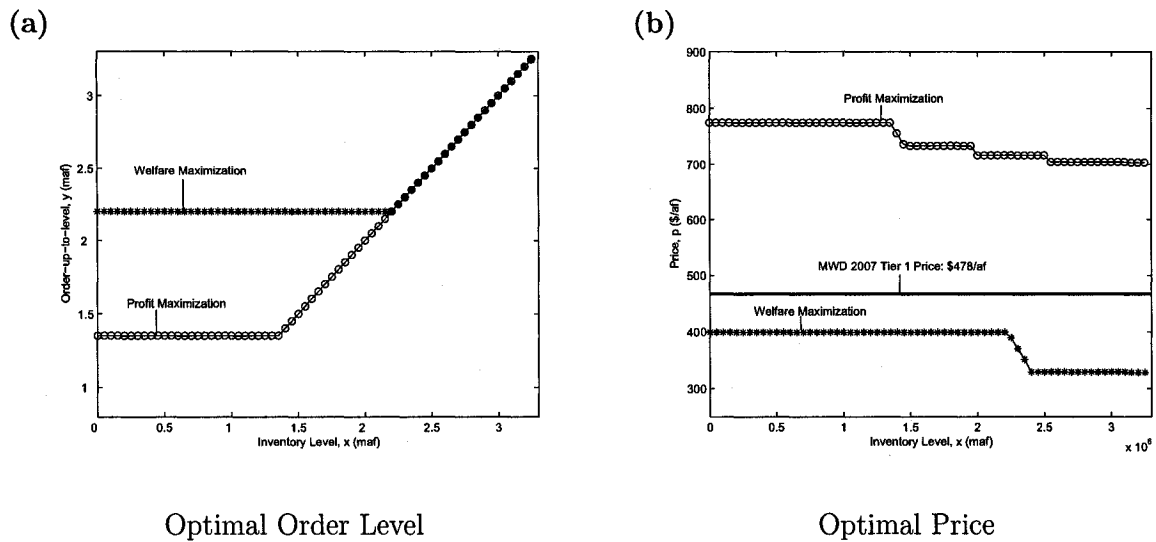 (a)
Order-up-to-level, y (maf)
3
2.5
2
1.5
1
Welfare Maximization
Profit Maximization
0 0.5 1 1.5 2 2.5 3
Inventory Level, x (maf)
Optimal Order Level
(b)
Price, p ($/af)
900
800
700
600
500
400
300
Profit Maximization
MWD 2007 Tier 1 Price: $478/af
Welfare Maximization
0 0.5 1 1.5 2 2.5 3
Inventory Level, x (maf)
x 10⁶
Optimal Price